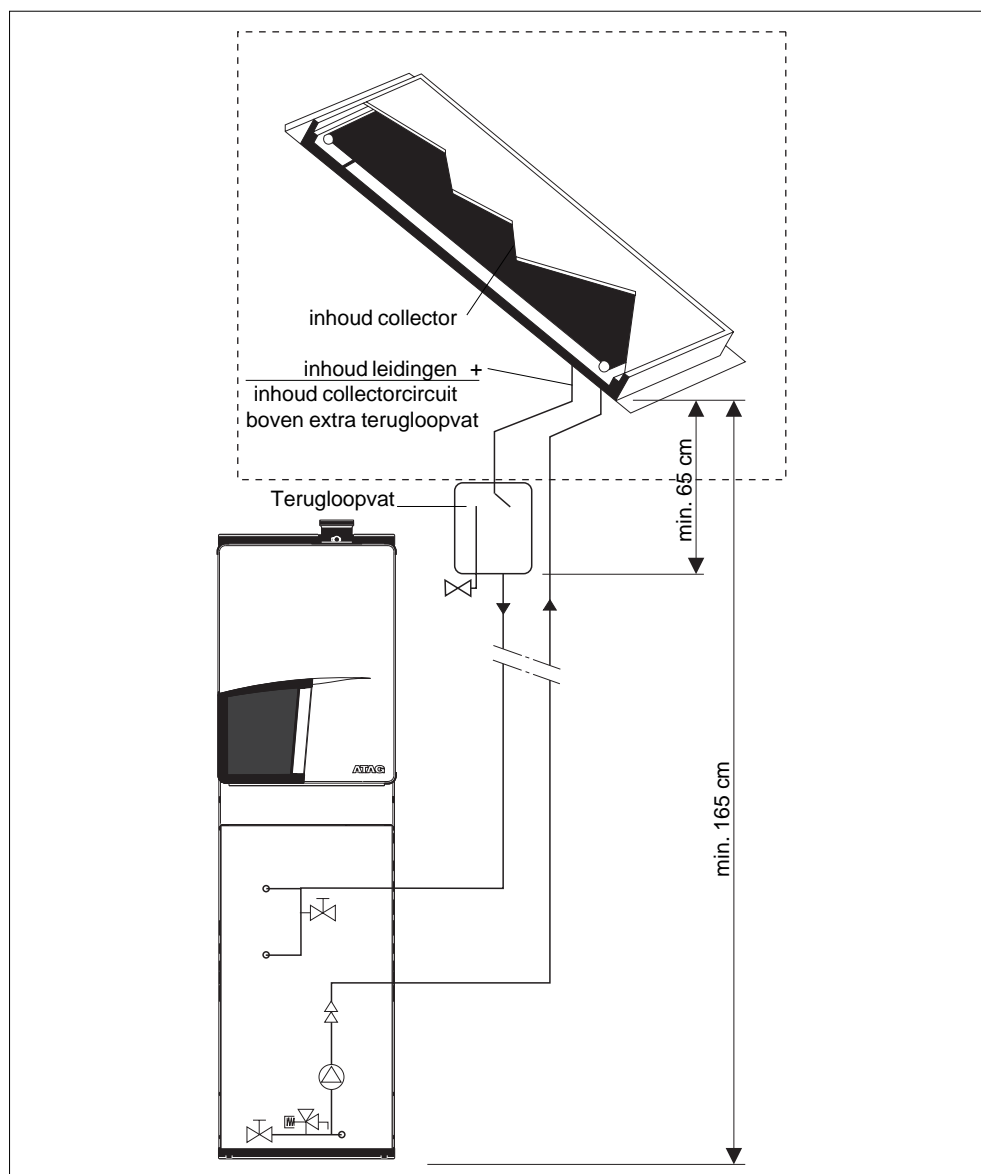 inhoud collector
inhoud leidingen +
inhoud collectorcircuit
boven extra terugloopvat
Terugloopvat
min. 65 cm
ATAG
min. 165 cm